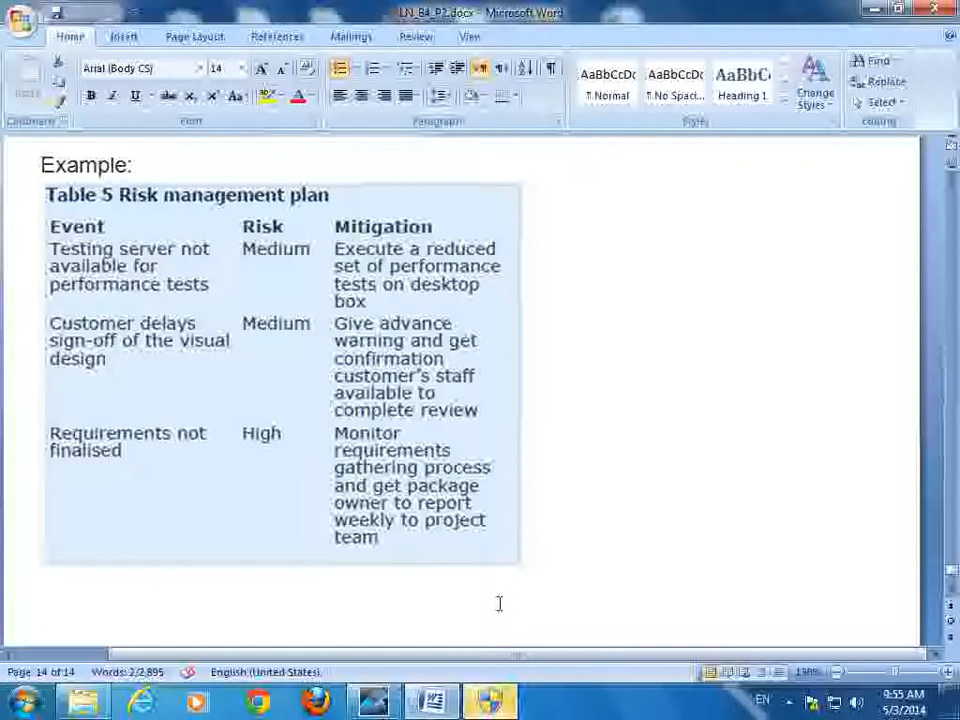 LN_B4_P2.docx - Microsoft Word
Home Insert Page Layout References Mailings Review View
Arial (Body CS) 14
Find
Replace
Select
B I U abc Aa A
AaBbCcDc AaBbCcDc AaBbC
¶ Normal ¶ No Spaci... Heading 1
Change
Styles
Font Paragraph Styles Editing
Example:
Table 5 Risk management plan
Event Risk Mitigation
Testing server not Medium Execute a reduced
available for set of performance
performance tests tests on desktop
box
Customer delays Medium Give advance
sign-off of the visual warning and get
design confirmation
customer's staff
available to
complete review
Requirements not High Monitor
finalised requirements
gathering process
and get package
owner to report
weekly to project
team
Page: 14 of 14 Words: 2/2,895 English (United States) 130%
EN 9:55 AM
5/3/2014